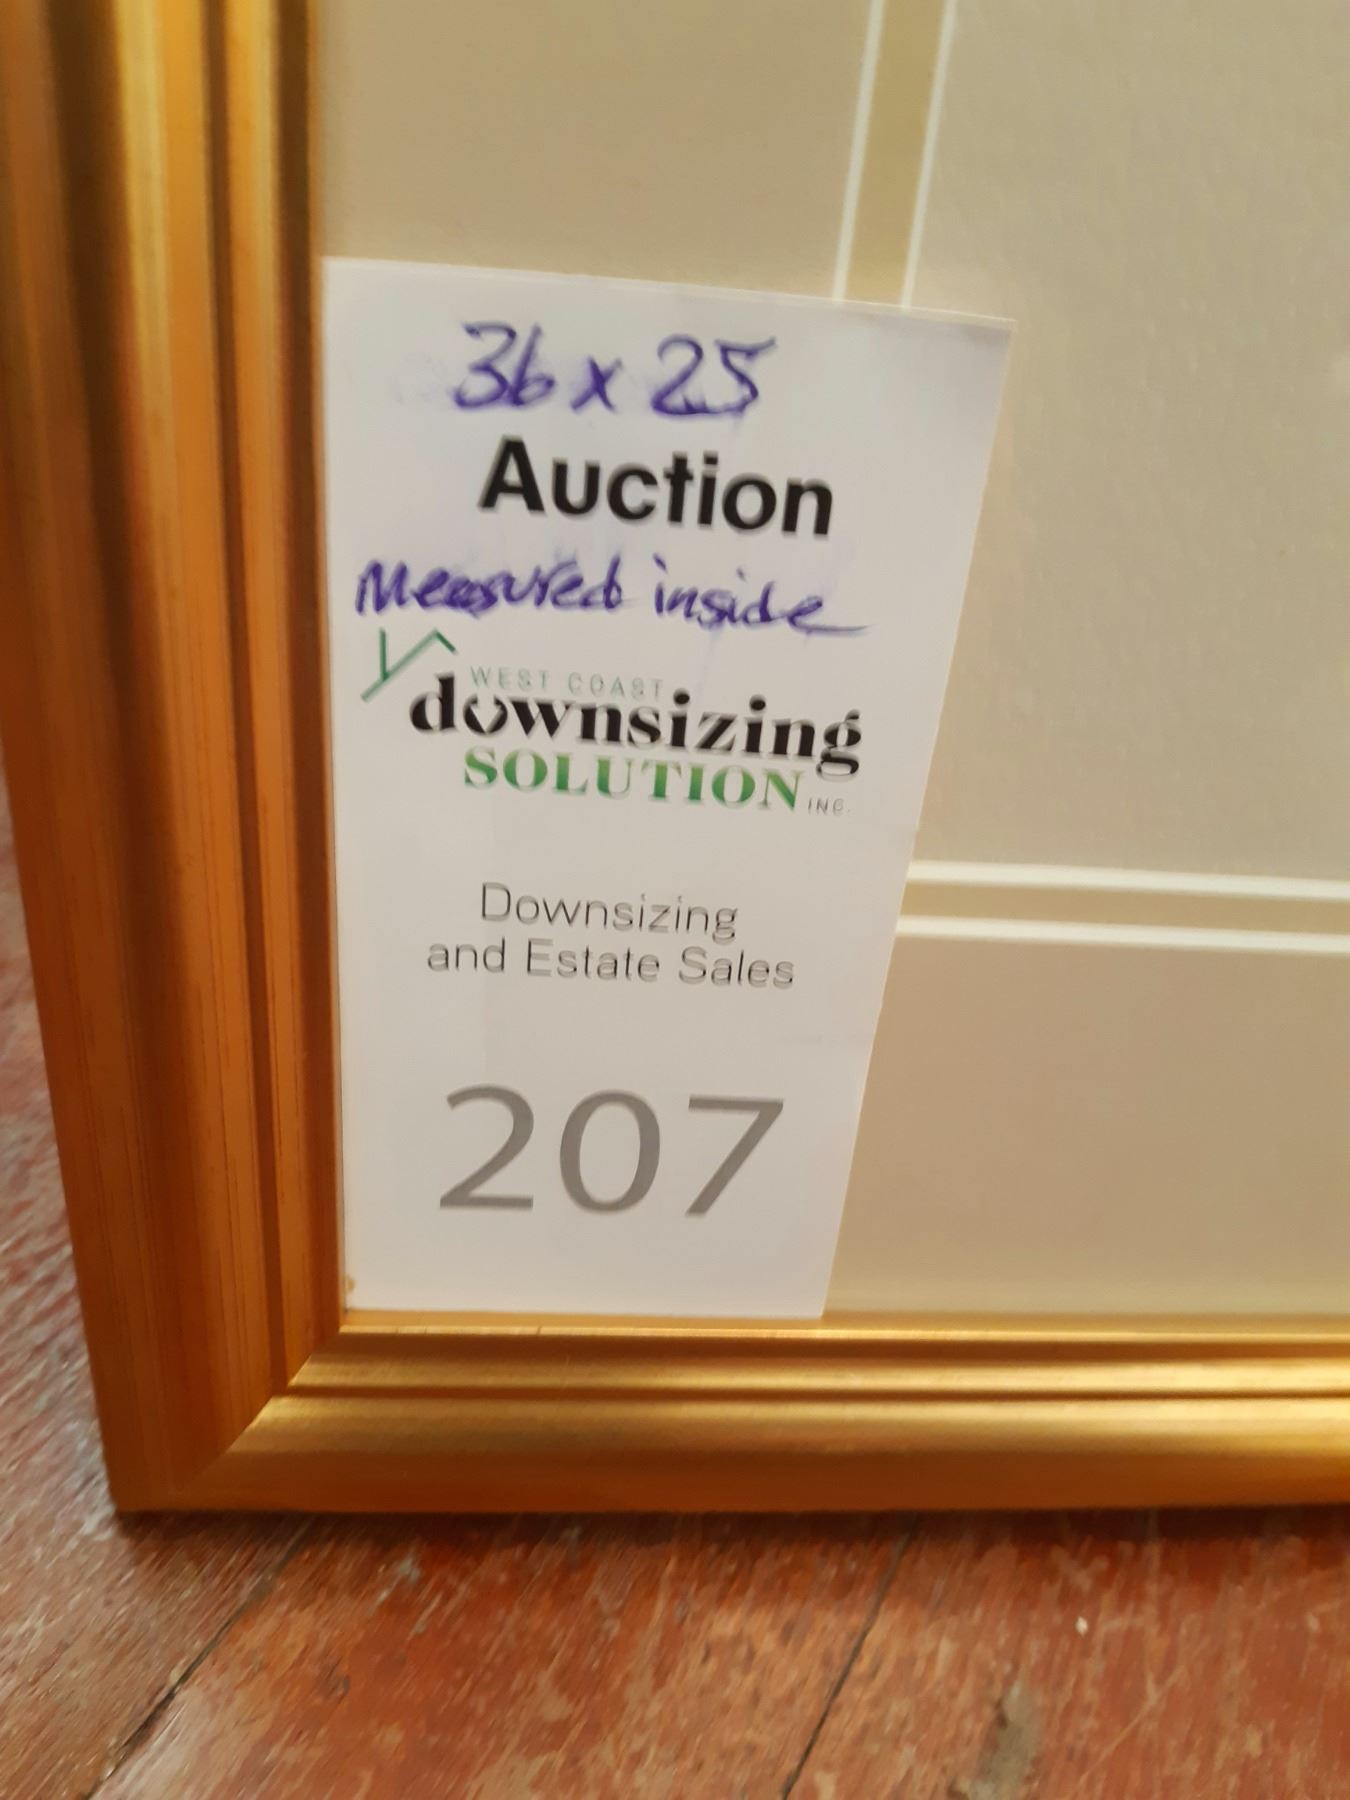 36 x 25
Auction
Measured inside
WEST COAST
downsizing
SOLUTION INC.
Downsizing
and Estate Sales
207